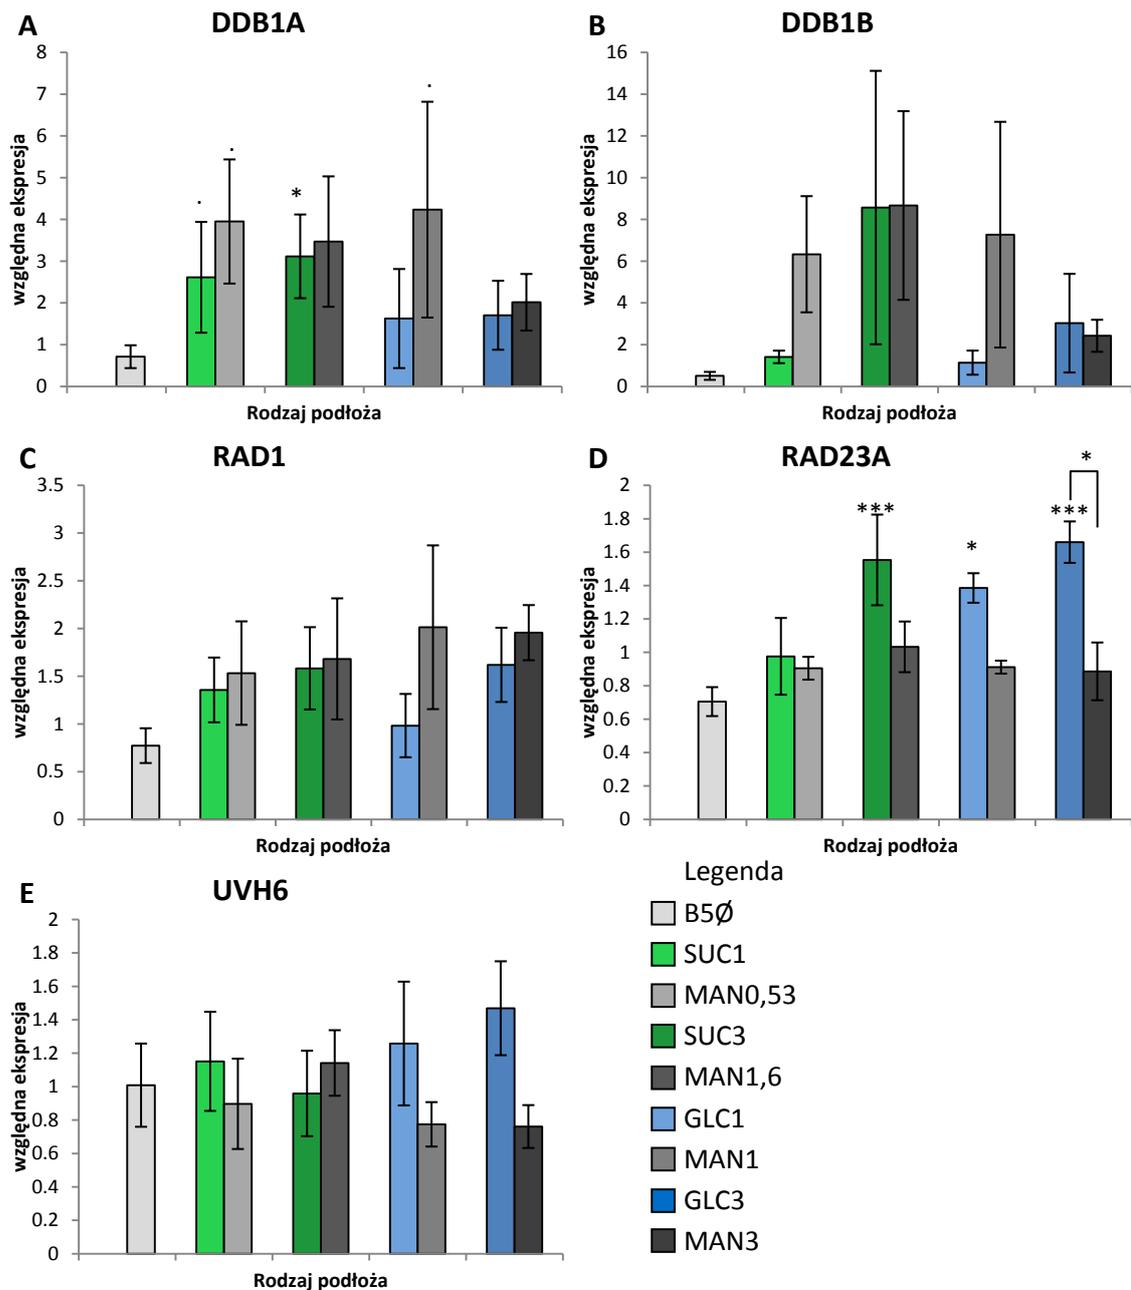 A DDB1A
8
7
6
5
4
3
2
1
0
względna ekspresja
.
.
*
.
Rodzaj podłoża
B DDB1B
16
14
12
10
8
6
4
2
0
względna ekspresja
Rodzaj podłoża
C RAD1
3.5
3
2.5
2
1.5
1
0.5
0
względna ekspresja
Rodzaj podłoża
D RAD23A
2
1.8
1.6
1.4
1.2
1
0.8
0.6
0.4
0.2
0
względna ekspresja
***
*
***
*
Rodzaj podłoża
E UVH6
2
1.8
1.6
1.4
1.2
1
0.8
0.6
0.4
0.2
0
względna ekspresja
Rodzaj podłoża
Legenda
B5Ø
SUC1
MAN0,53
SUC3
MAN1,6
GLC1
MAN1
GLC3
MAN3